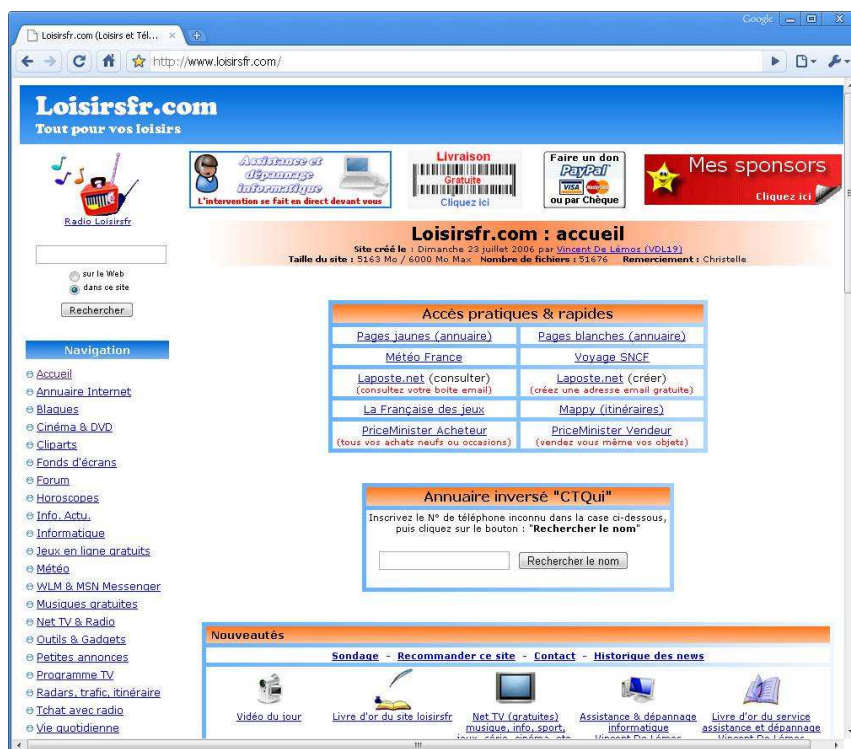 Google
Loisirsfr.com (Loisirs et Tél...
http://www.loisirsfr.com/
Loisirsfr.com
Tout pour vos loisirs
Radio Loisirsfr
Assistance et
dépannage
informatique
L'intervention se fait en direct devant vous
Livraison
Gratuite
Cliquez ici
Faire un don
PayPal
VISA
ou par Chèque
Mes sponsors
Cliquez ici
Loisirsfr.com : accueil
Site créé le : Dimanche 23 juillet 2006 par Vincent De Lémos (VDL19)
Taille du site : 5163 Mo / 6000 Mo Max Nombre de fichiers : 51676 Remerciement : Christelle
sur le Web
dans ce site
Rechercher
Navigation
Accueil
Annuaire Internet
Blagues
Cinéma & DVD
Cliparts
Fonds d'écrans
Forum
Horoscopes
Info. Actu.
Informatique
Jeux en ligne gratuits
Météo
WLM & MSN Messenger
Musiques gratuites
Net TV & Radio
Outils & Gadgets
Petites annonces
Programme TV
Radars, trafic, itinéraire
Tchat avec radio
Vie quotidienne
Accès pratiques & rapides
Pages jaunes (annuaire) Pages blanches (annuaire)
Météo France Voyage SNCF
Laposte.net (consulter) Laposte.net (créer)
(consultez votre boite email) (créez une adresse email gratuite)
La Française des jeux Mappy (itinéraires)
PriceMinister Acheteur PriceMinister Vendeur
(tous vos achats neufs ou occasions) (vendez vous même vos objets)
Annuaire inversé "CTQui"
Inscrivez le N° de téléphone inconnu dans la case ci-dessous,
puis cliquez sur le bouton : "Rechercher le nom"
Rechercher le nom
Nouveautés
Sondage - Recommander ce site - Contact - Historique des news
Vidéo du jour
Livre d'or du site loisirsfr
Net TV (gratuites)
musique, info, sport,
jeux, série, cinéma, etc
Assistance & dépannage
informatique
Vincent De Lémos
Livre d'or du service
assistance et dépannage
Vincent De Lémos